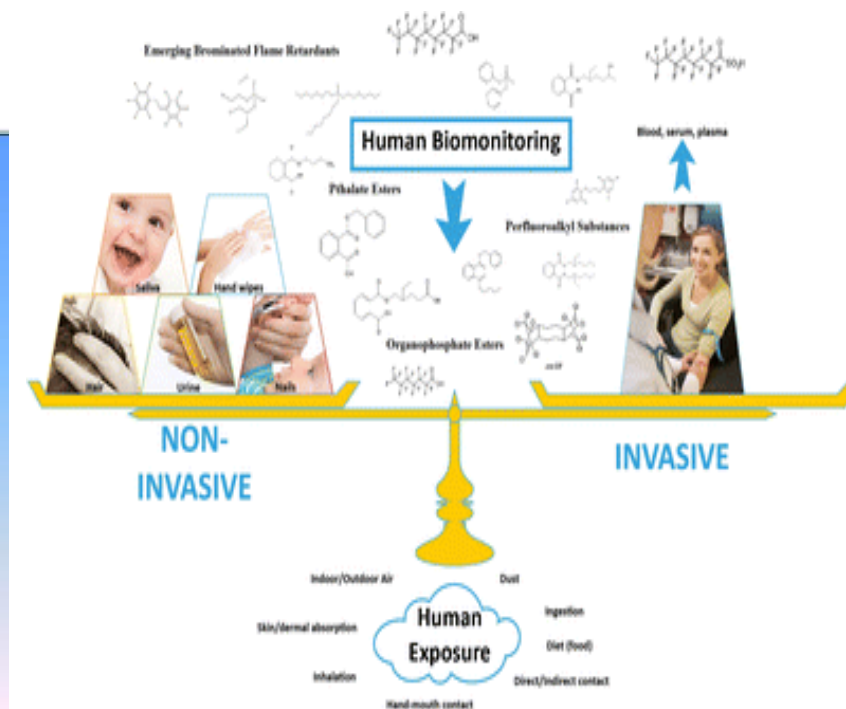 Emerging Brominated Flame Retardants
Human Biomonitoring
Blood, serum, plasma
Pthalate Esters
Perfluoroalkyl Substances
Saliva
Hand wipes
Organophosphate Esters
Hair
Urine
Nails
NON-
INVASIVE
INVASIVE
Indoor/Outdoor Air
Dust
Human
Exposure
Skin/dermal absorption
Ingestion
Diet (food)
Inhalation
Direct/Indirect contact
Hand-mouth contact